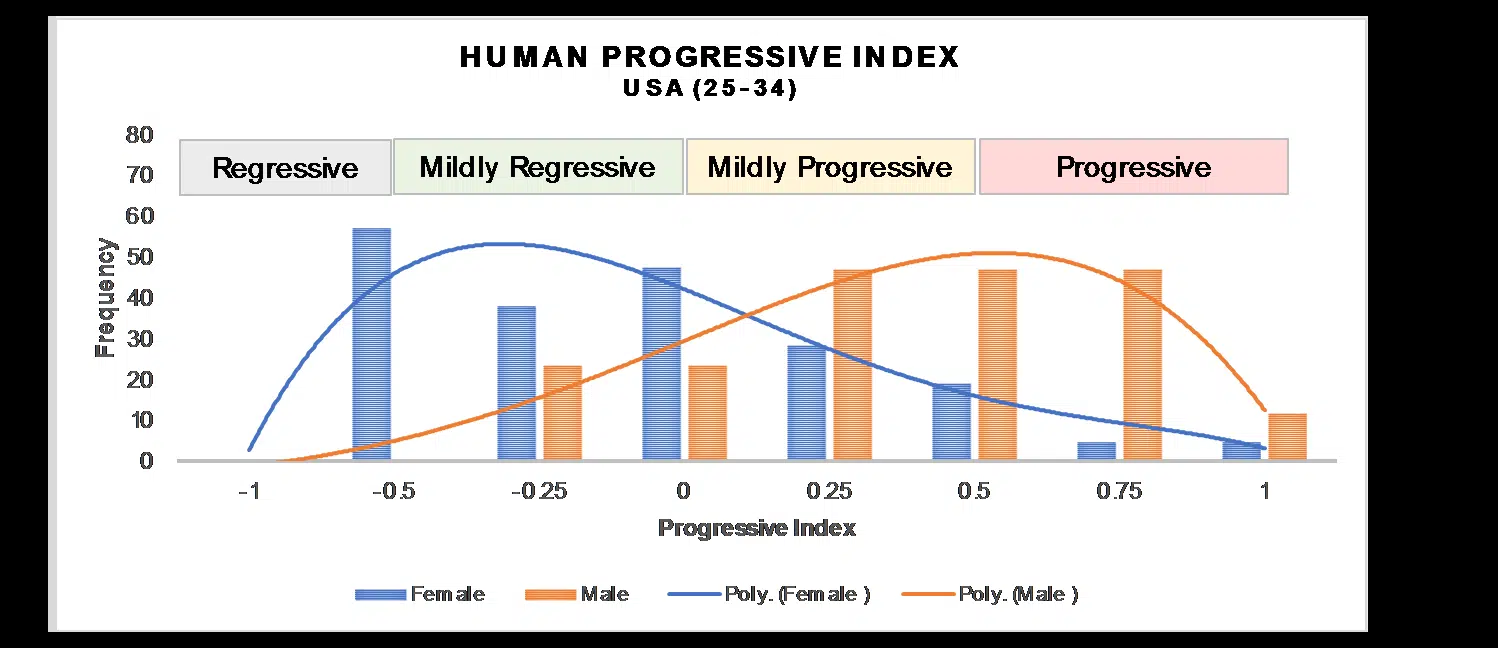 HUMAN PROGRESSIVE INDEX
USA (25-34)
80
Regressive Mildly Regressive Mildly Progressive Progressive
70
60
50
40
30
20
10
0
Frequency
-1 -0.5 -0.25 0 0.25 0.5 0.75 1
Progressive Index
Female Male Poly. (Female ) Poly. (Male )